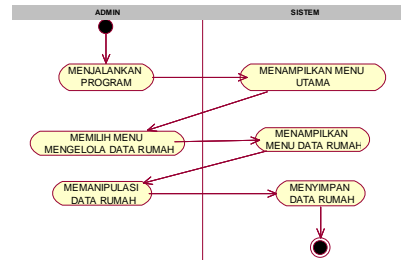 ADMIN
SISTEM
MENJALANKAN
PROGRAM
MENAMPILKAN MENU
UTAMA
MEMILIH MENU
MENGELOLA DATA RUMAH
MENAMPILKAN
MENU DATA RUMAH
MEMANIPULASI
DATA RUMAH
MENYIMPAN
DATA RUMAH